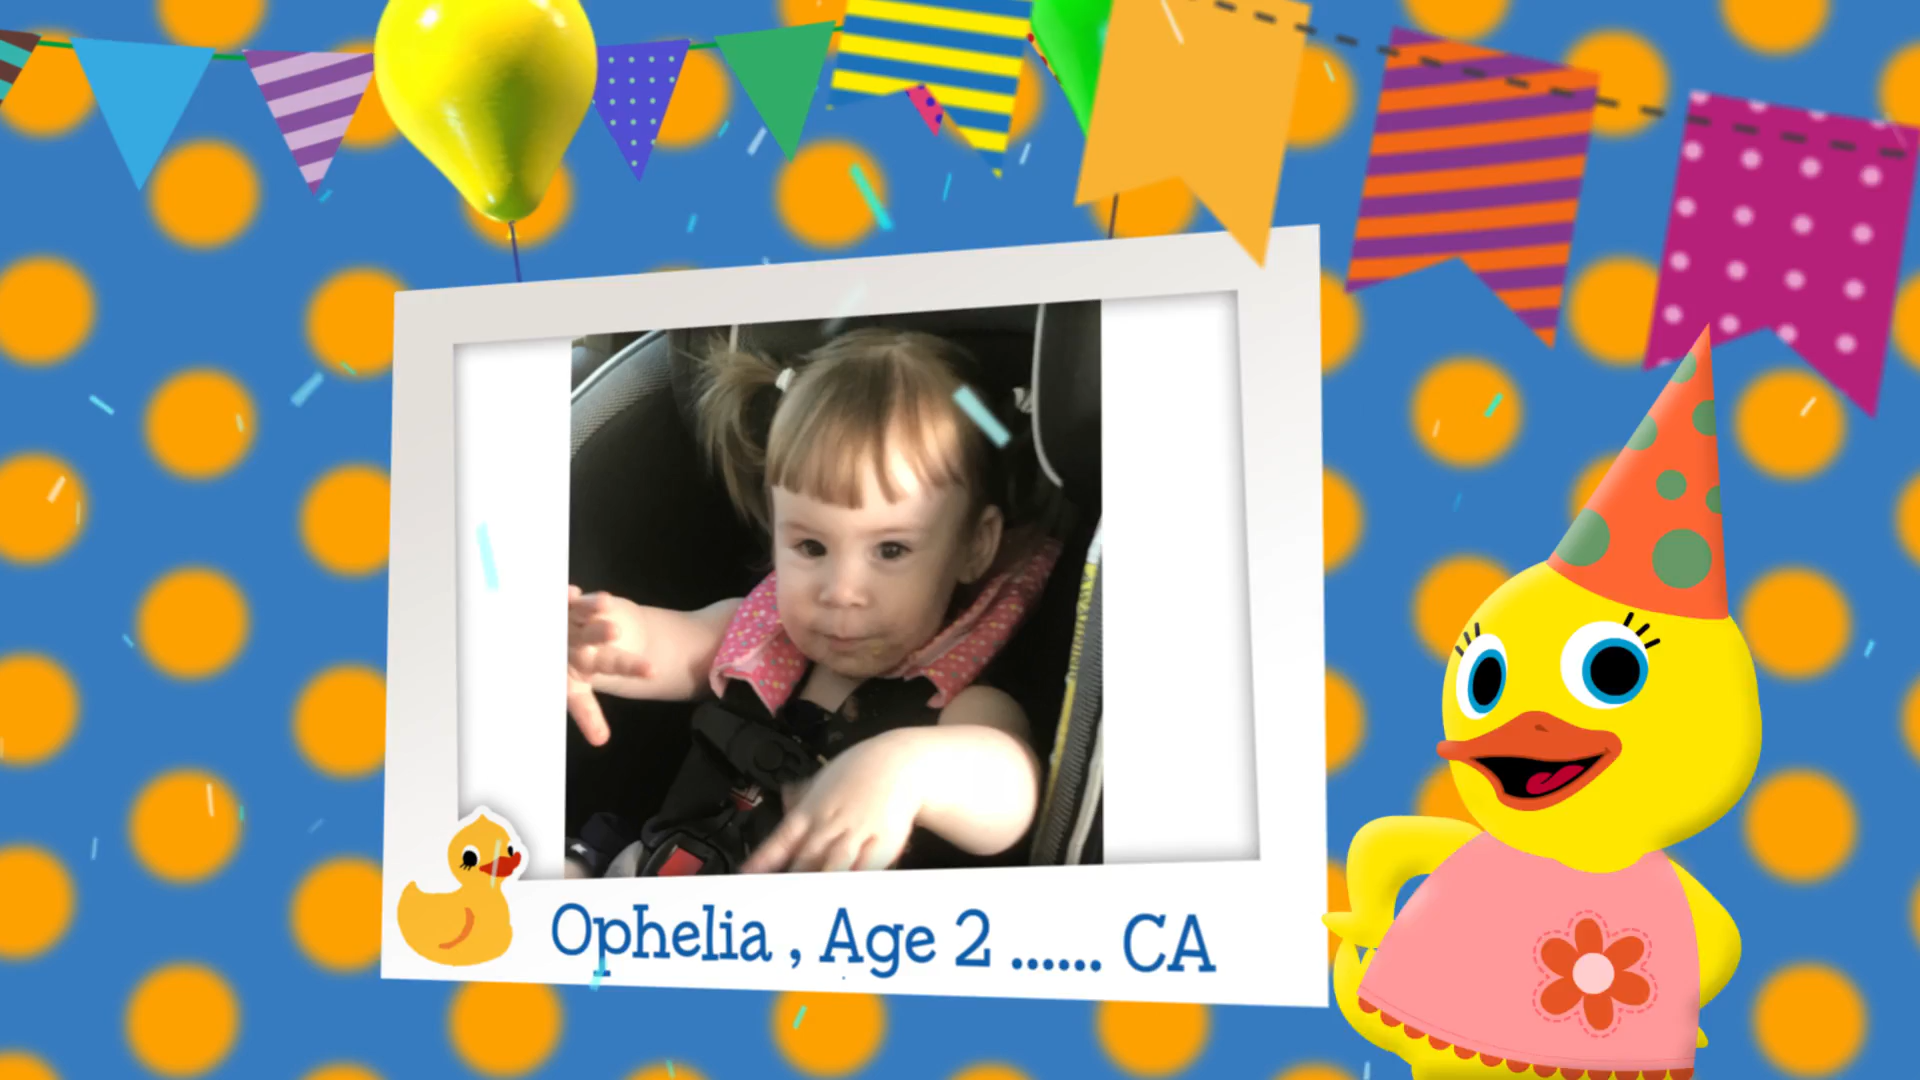 Ophelia , Age 2 ...... CA